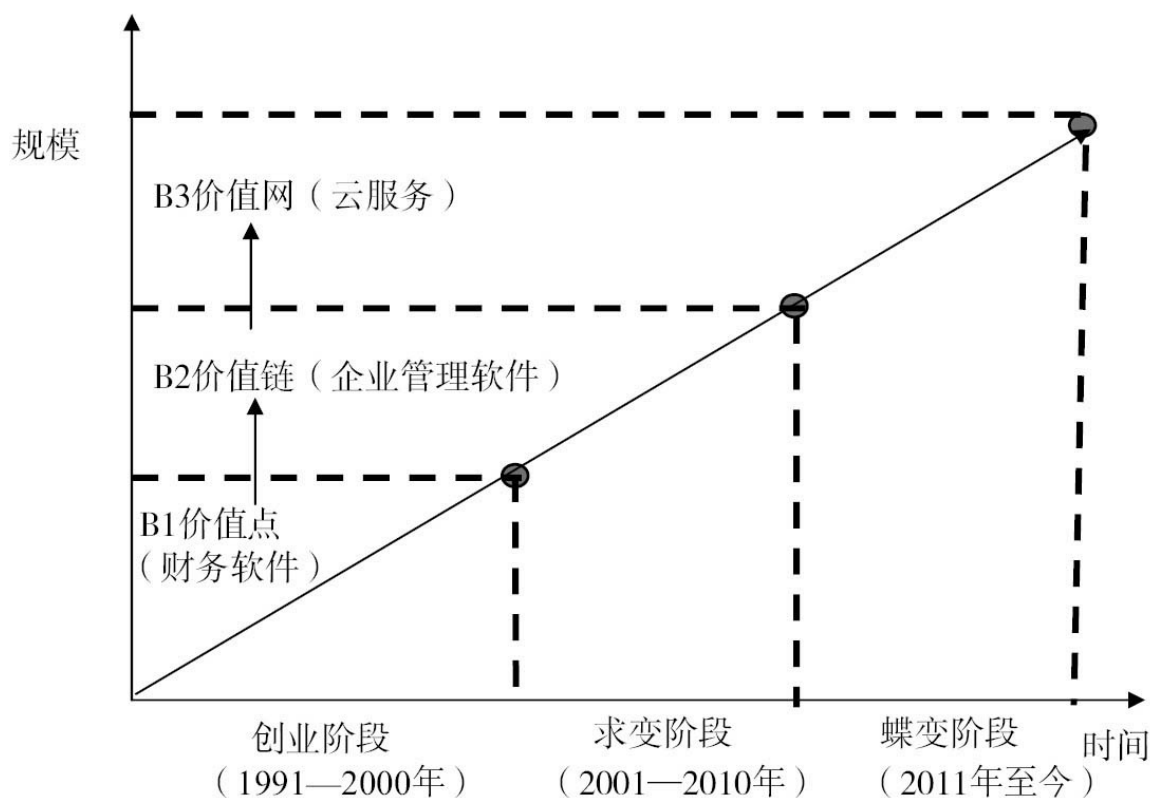 规模
B3价值网（云服务）
B2价值链（企业管理软件）
B1价值点
（财务软件）
创业阶段
（1991—2000年）
求变阶段
（2001—2010年）
蝶变阶段
（2011年至今）
时间